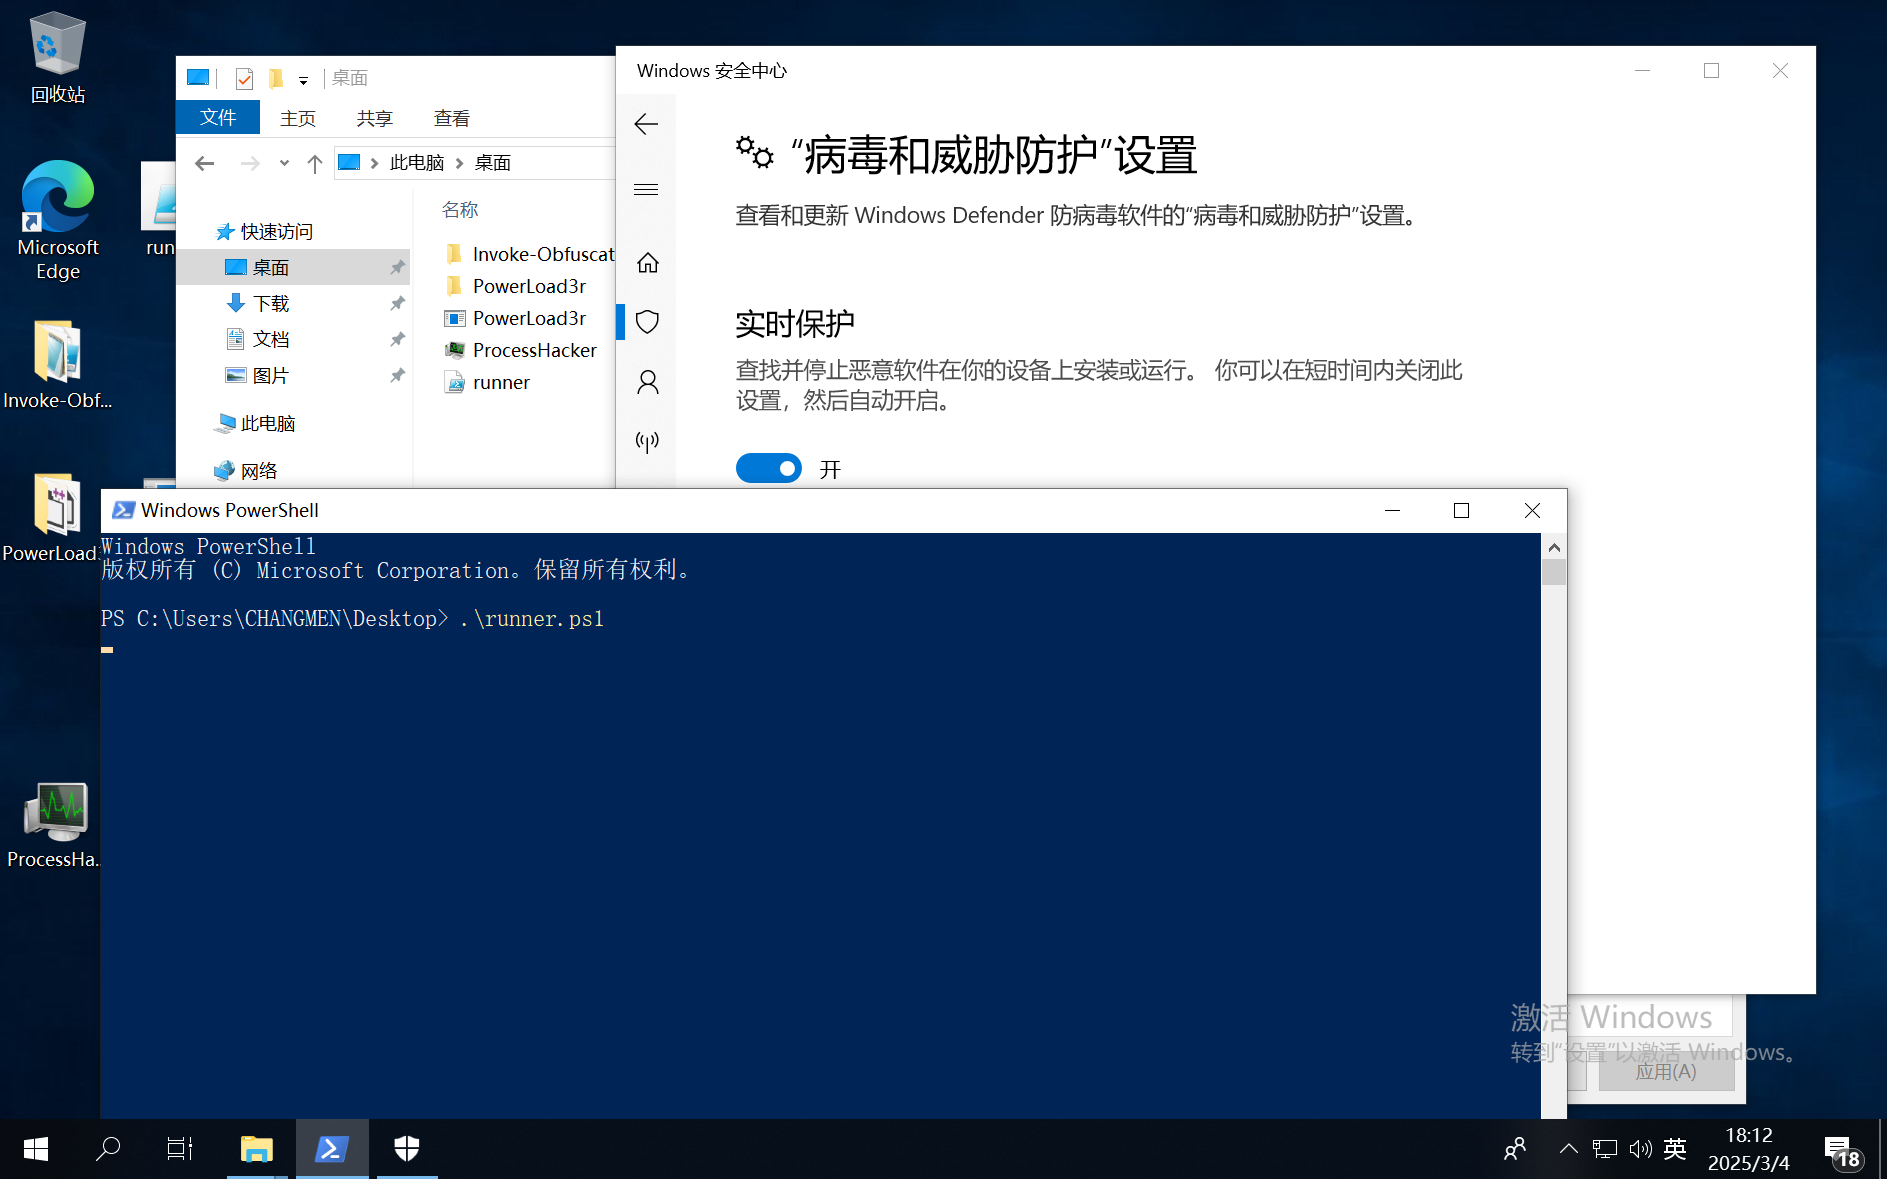 回收站
Microsoft
Edge
run
Invoke-Obf...
PowerLoad
ProcessHa..
桌面
文件
主页
共享
查看
此电脑
桌面
名称
快速访问
桌面
下载
文档
图片
此电脑
网络
Invoke-Obfuscat
PowerLoad3r
PowerLoad3r
ProcessHacker
runner
Windows 安全中心
“病毒和威胁防护”设置
查看和更新 Windows Defender 防病毒软件的“病毒和威胁防护”设置。
实时保护
查找并停止恶意软件在你的设备上安装或运行。 你可以在短时间内关闭此
设置，然后自动开启。
开
Windows PowerShell
Windows PowerShell
版权所有 (C) Microsoft Corporation。保留所有权利。
PS C:\Users\CHANGMEN\Desktop> .\runner.ps1
激活 Windows
转到“设置”以激活 Windows。
应用(A)
英
18:12
2025/3/4
18